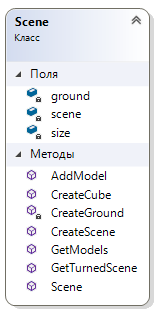 Scene
Класс
Поля
ground
scene
size
Методы
AddModel
CreateCube
CreateGround
CreateScene
GetModels
GetTurnedScene
Scene